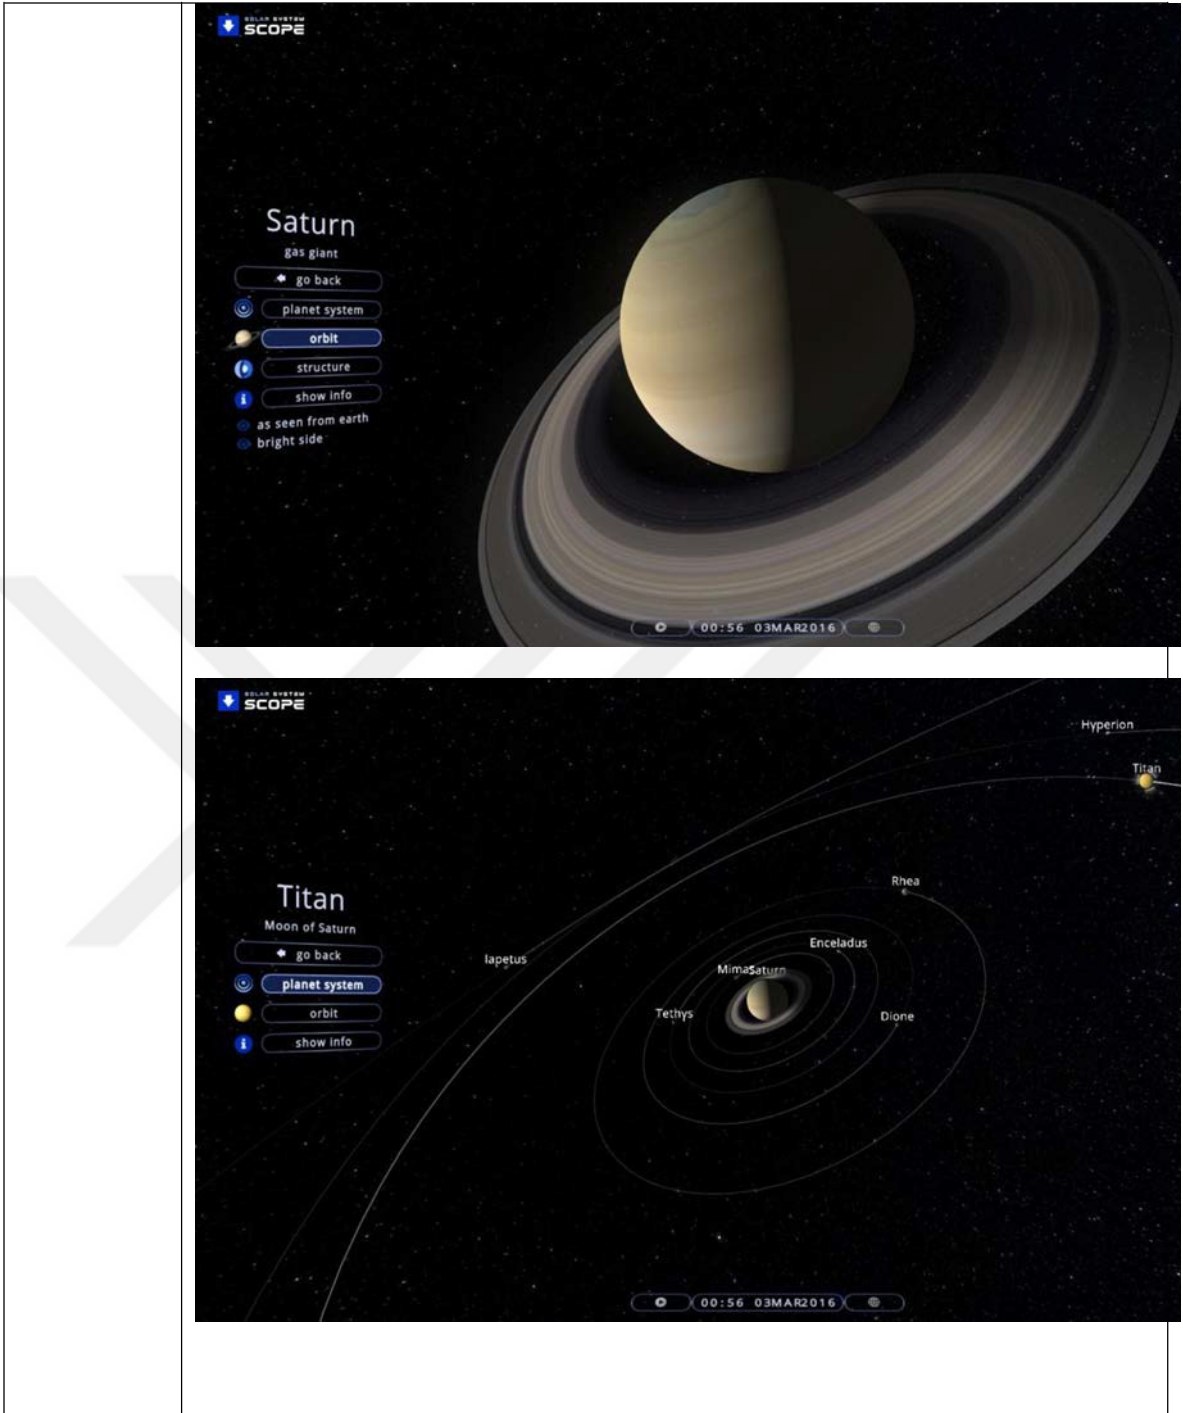 SOLAR SYSTEM
SCOPE
Saturn
gas giant
go back
planet system
orbit
structure
show info
as seen from earth
bright side
00:56 03MAR2016
SOLAR SYSTEM
SCOPE
Hyperion
Titan
Rhea
Titan
Moon of Saturn
Enceladus
go back
Iapetus
Mimas
Saturn
planet system
Tethys
Dione
orbit
show info
00:56 03MAR2016